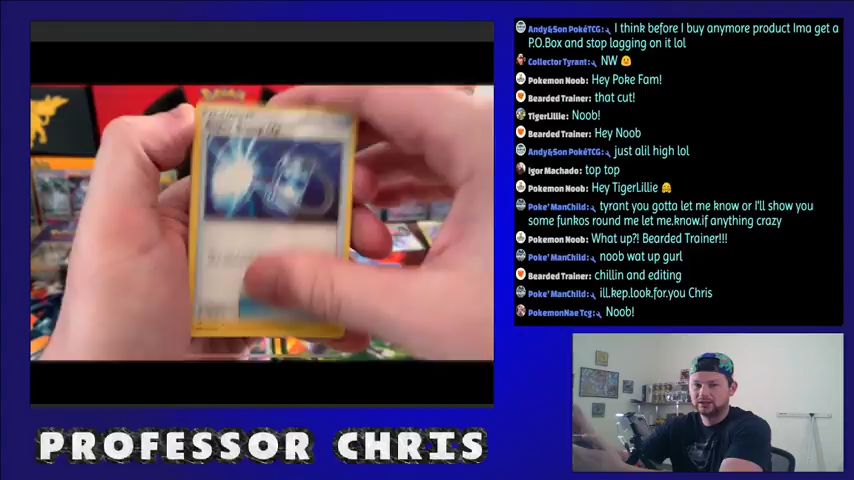 Andy&Son PokéTCG: I think before I buy anymore product Ima get a
P.O.Box and stop lagging on it lol
Collector Tyrant: NW
Pokemon Noob: Hey Poke Fam!
Bearded Trainer: that cut!
TigerLillie: Noob!
Bearded Trainer: Hey Noob
Andy&Son PokéTCG: just alil high lol
Igor Machado: top top
Pokemon Noob: Hey TigerLillie
Poke' ManChild: tyrant you gotta let me know or I'll show you
some funkos round me let me.know.if anything crazy
Pokemon Noob: What up?! Bearded Trainer!!!
Poke' ManChild: noob wat up gurl
Bearded Trainer: chillin and editing
Poke' ManChild: ill.kep.look.for.you Chris
PokemonNae Tcg: Noob!
PROFESSOR CHRIS